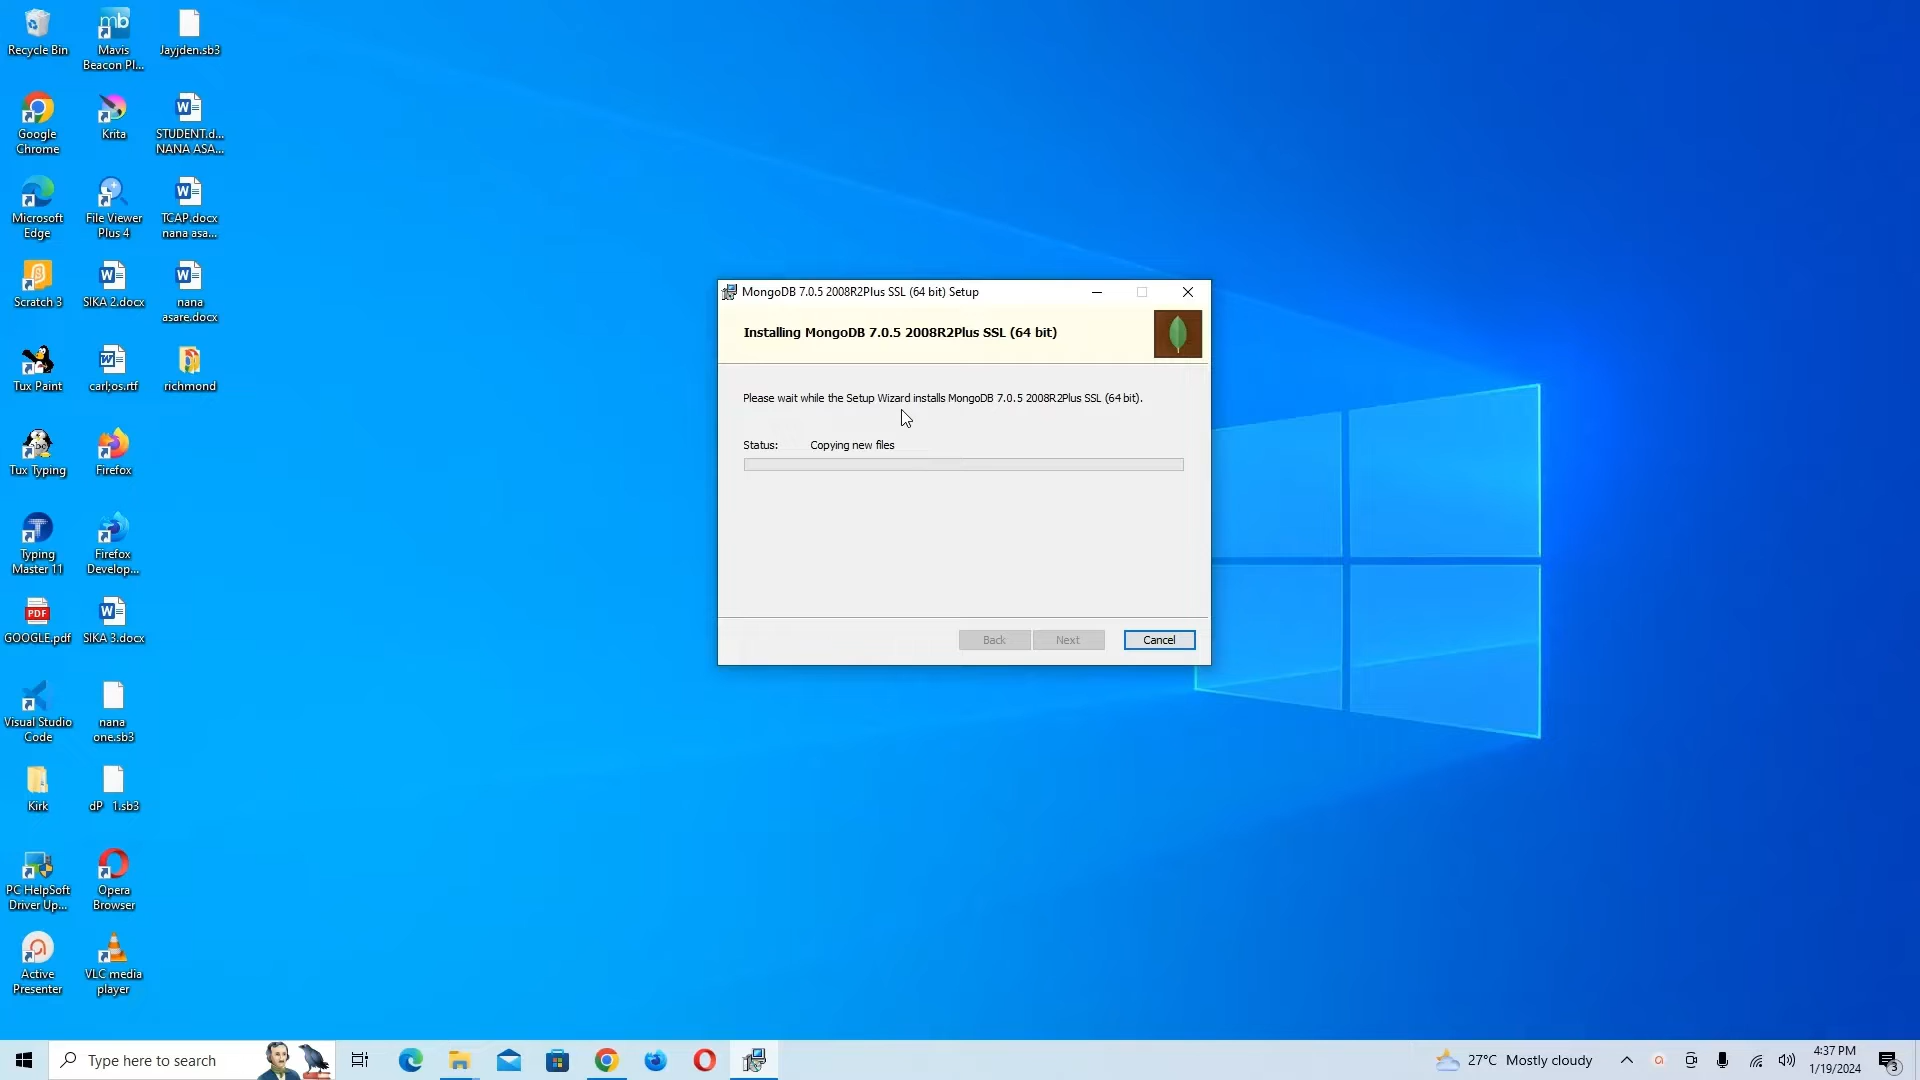 Recycle Bin
Mavis
Beacon Pl...
Jayjden.sb3
Google
Chrome
Krita
STUDENT.d...
NANA ASA...
Microsoft
Edge
File Viewer
Plus 4
TCAP.docx
nana asa...
Scratch 3
SIKA 2.docx
nana
asare.docx
Tux Paint
carl;os.rtf
richmond
Tux Typing
Firefox
Typing
Master 11
Firefox
Develop...
PDF
GOOGLE.pdf
SIKA 3.docx
Visual Studio
Code
nana
one.sb3
Kirk
dP 1.sb3
PC HelpSoft
Driver Up...
Opera
Browser
Active
Presenter
VLC media
player
MongoDB 7.0.5 2008R2Plus SSL (64 bit) Setup
Installing MongoDB 7.0.5 2008R2Plus SSL (64 bit)
Please wait while the Setup Wizard installs MongoDB 7.0.5 2008R2Plus SSL (64 bit).
Status: Copying new files
Back Next Cancel
Type here to search
27°C Mostly cloudy
4:37 PM
1/19/2024
3